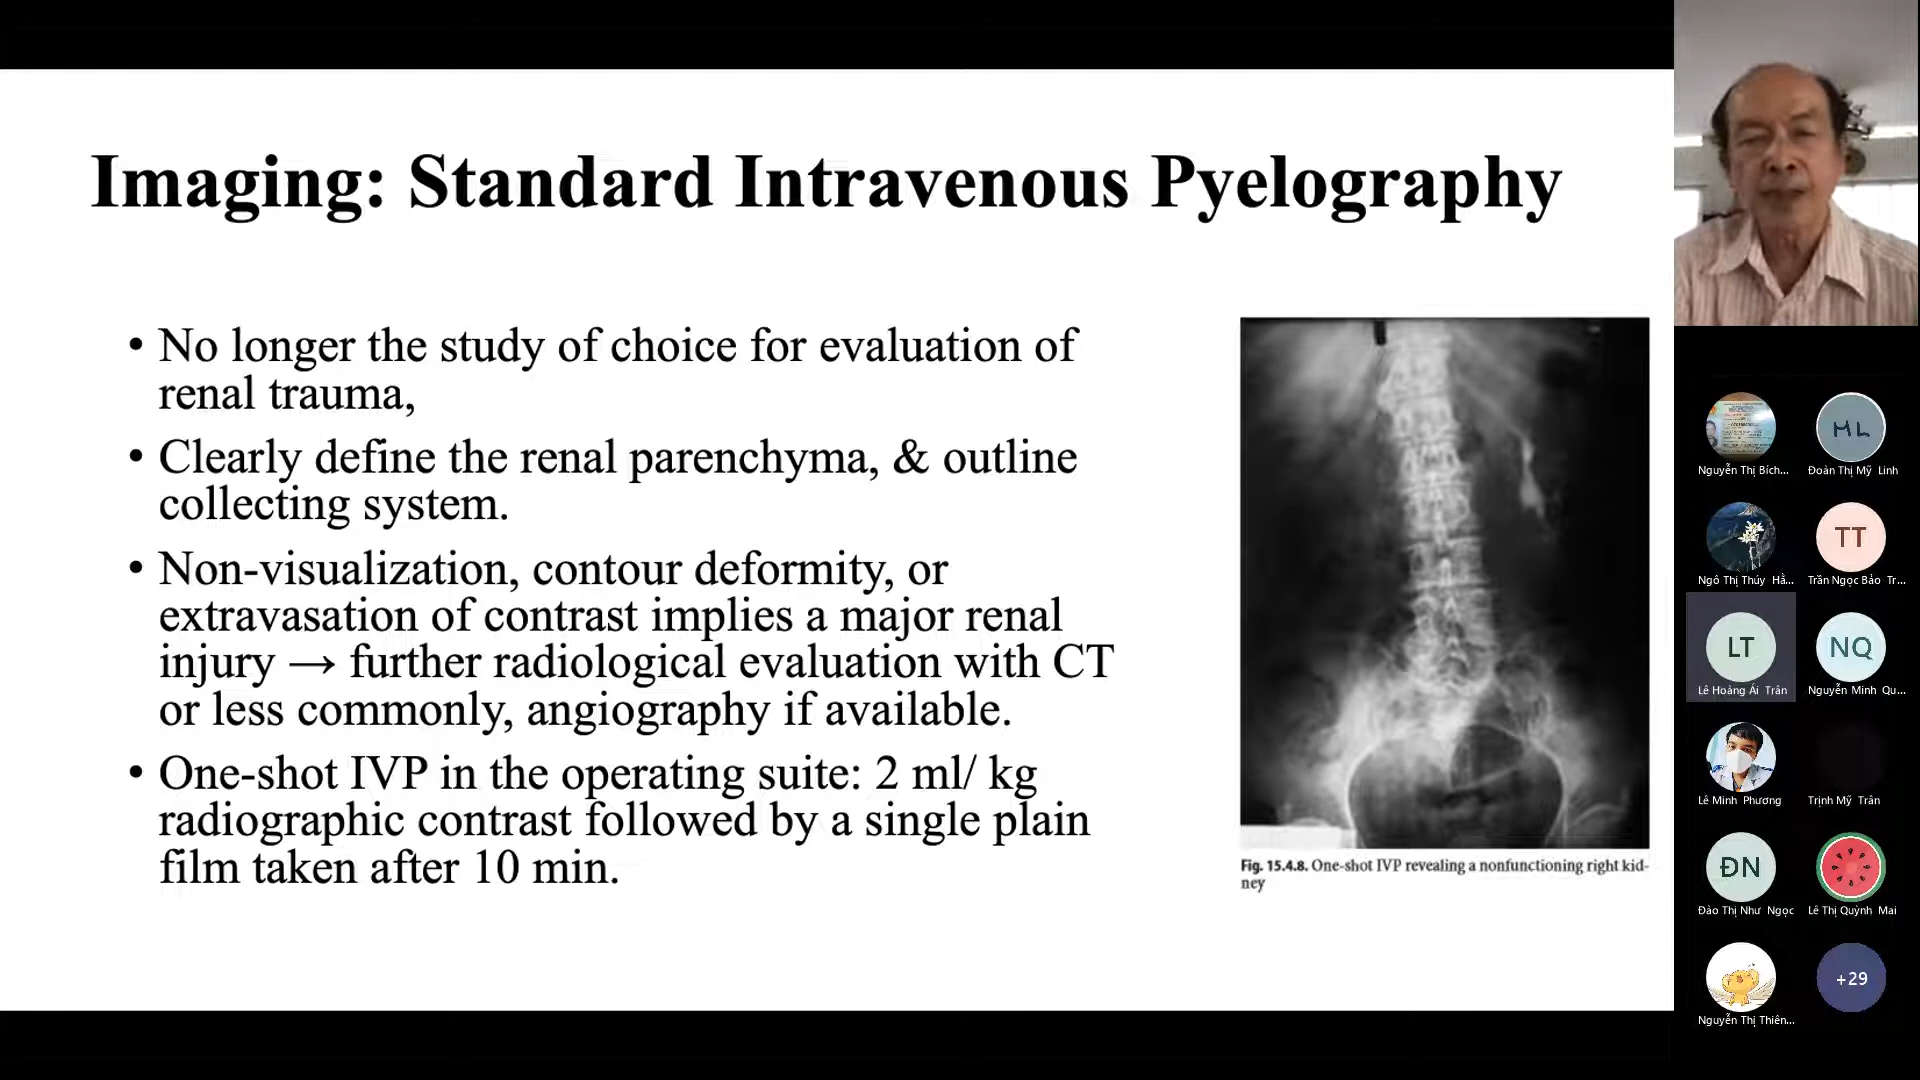 Imaging: Standard Intravenous Pyelography
• No longer the study of choice for evaluation of
renal trauma,
• Clearly define the renal parenchyma, & outline
collecting system.
• Non-visualization, contour deformity, or
extravasation of contrast implies a major renal
injury → further radiological evaluation with CT
or less commonly, angiography if available.
• One-shot IVP in the operating suite: 2 ml/ kg
radiographic contrast followed by a single plain
film taken after 10 min.
Fig. 15.4.8. One-shot IVP revealing a nonfunctioning right kid-
ney
ML
Nguyễn Thị Bích...
Đoàn Thị Mỹ Linh
TT
Ngô Thị Thúy Hằ...
Trần Ngọc Bảo Tr...
LT
NQ
Lê Hoàng Ái Trân
Nguyễn Minh Qu...
Lê Minh Phương
Trịnh Mỹ Trân
ĐN
Đào Thị Như Ngọc
Lê Thị Quỳnh Mai
+29
Nguyễn Thị Thiên...